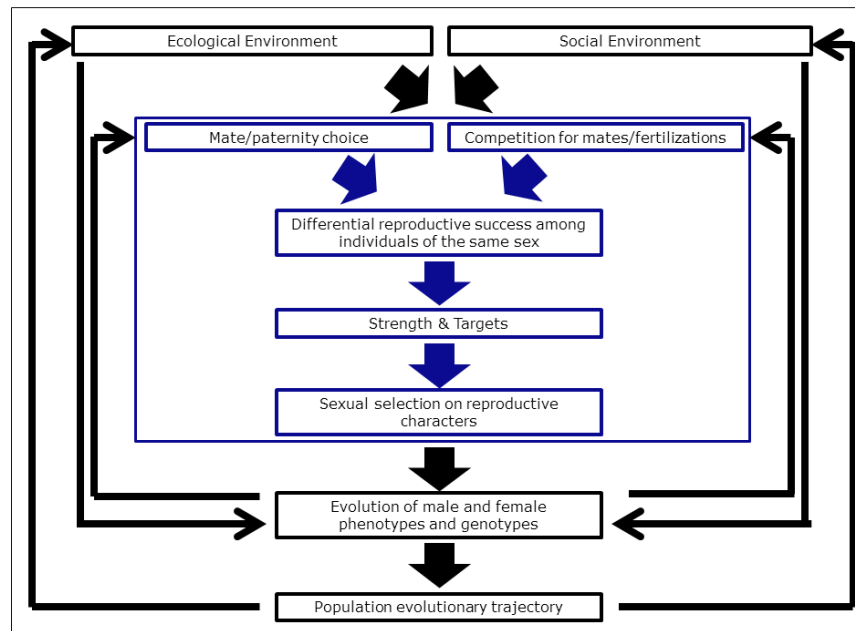 Ecological Environment
Social Environment
Mate/paternity choice
Competition for mates/fertilizations
Differential reproductive success among
individuals of the same sex
Strength & Targets
Sexual selection on reproductive
characters
Evolution of male and female
phenotypes and genotypes
Population evolutionary trajectory